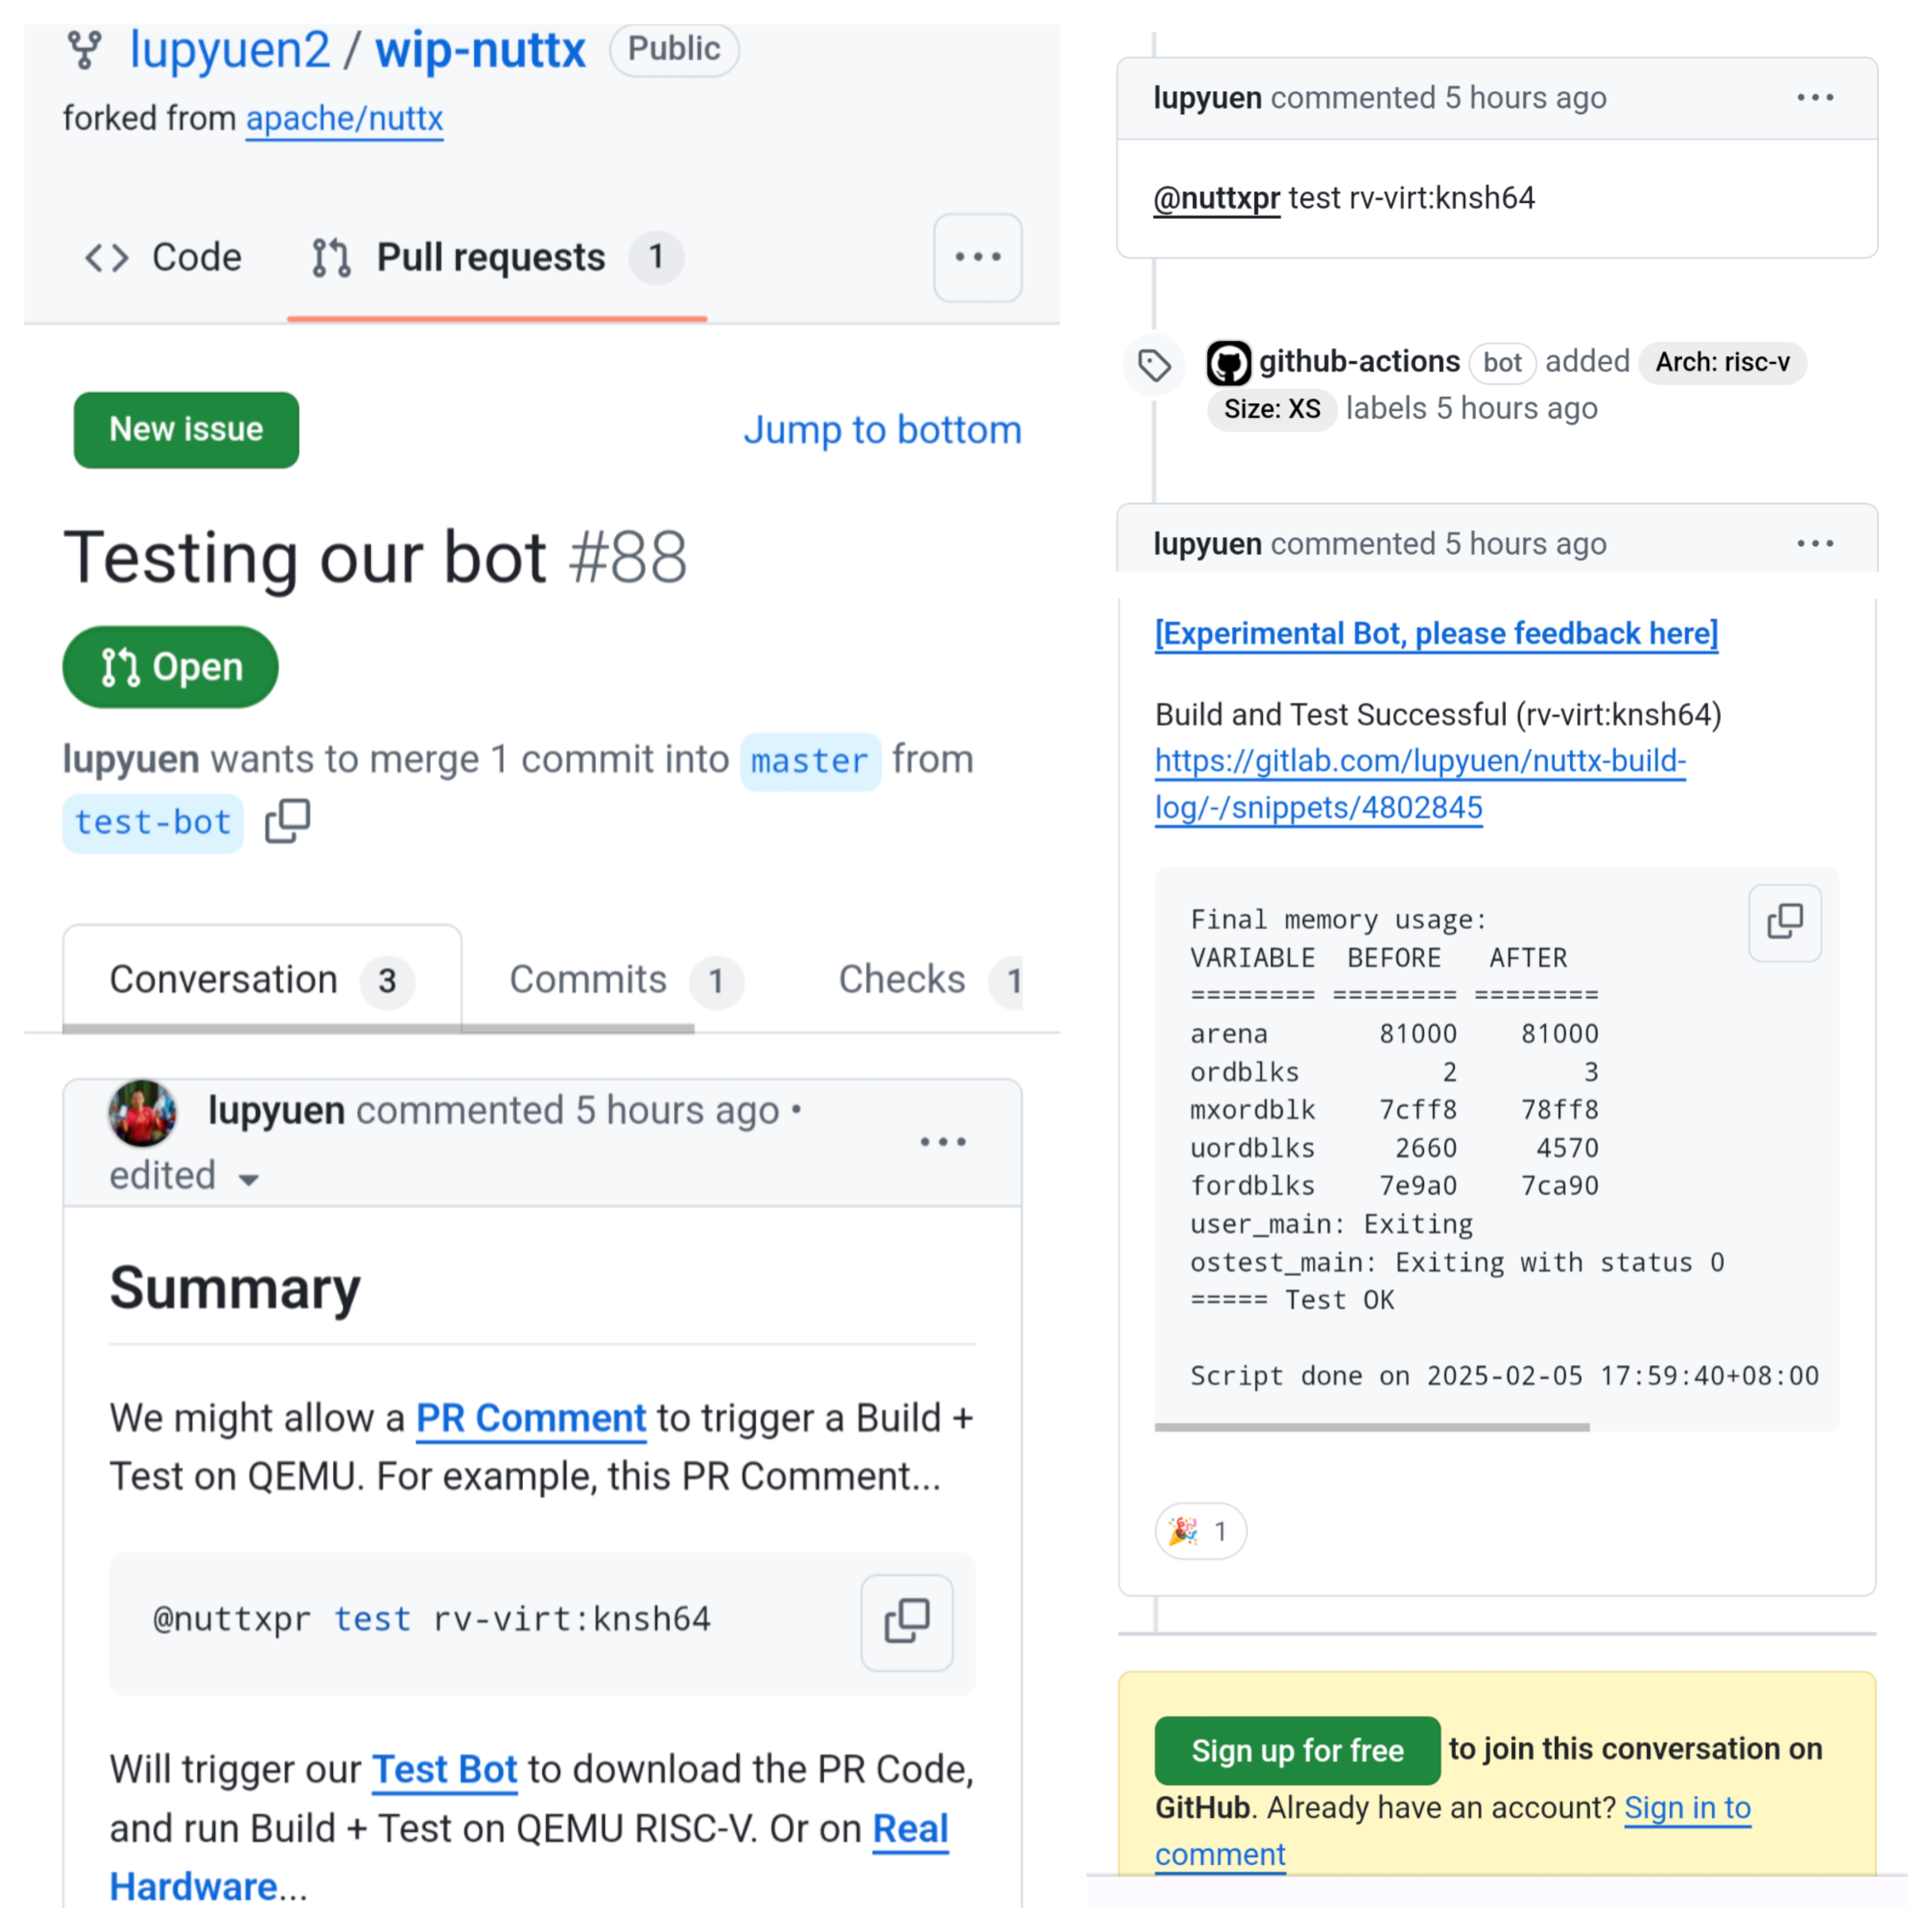 lupyuen2 / wip-nuttx Public
forked from apache/nuttx
Code Pull requests 1
New issue Jump to bottom
Testing our bot #88
Open
lupyuen wants to merge 1 commit into master from
test-bot
Conversation 3 Commits 1 Checks 1
lupyuen commented 5 hours ago •
edited
Summary
We might allow a PR Comment to trigger a Build +
Test on QEMU. For example, this PR Comment...
@nuttxpr test rv-virt:knsh64
Will trigger our Test Bot to download the PR Code,
and run Build + Test on QEMU RISC-V. Or on Real
Hardware...
lupyuen commented 5 hours ago
@nuttxpr test rv-virt:knsh64
github-actions bot added Arch: risc-v
Size: XS labels 5 hours ago
lupyuen commented 5 hours ago
[Experimental Bot, please feedback here]
Build and Test Successful (rv-virt:knsh64)
https://gitlab.com/lupyuen/nuttx-build-
log/-/snippets/4802845
Final memory usage:
VARIABLE BEFORE AFTER
======== ======== ========
arena 81000 81000
ordblks 2 3
mxordblk 7cff8 78ff8
uordblks 2660 4570
fordblks 7e9a0 7ca90
user_main: Exiting
ostest_main: Exiting with status 0
===== Test OK
Script done on 2025-02-05 17:59:40+08:00
🎉 1
Sign up for free to join this conversation on
GitHub. Already have an account? Sign in to
comment